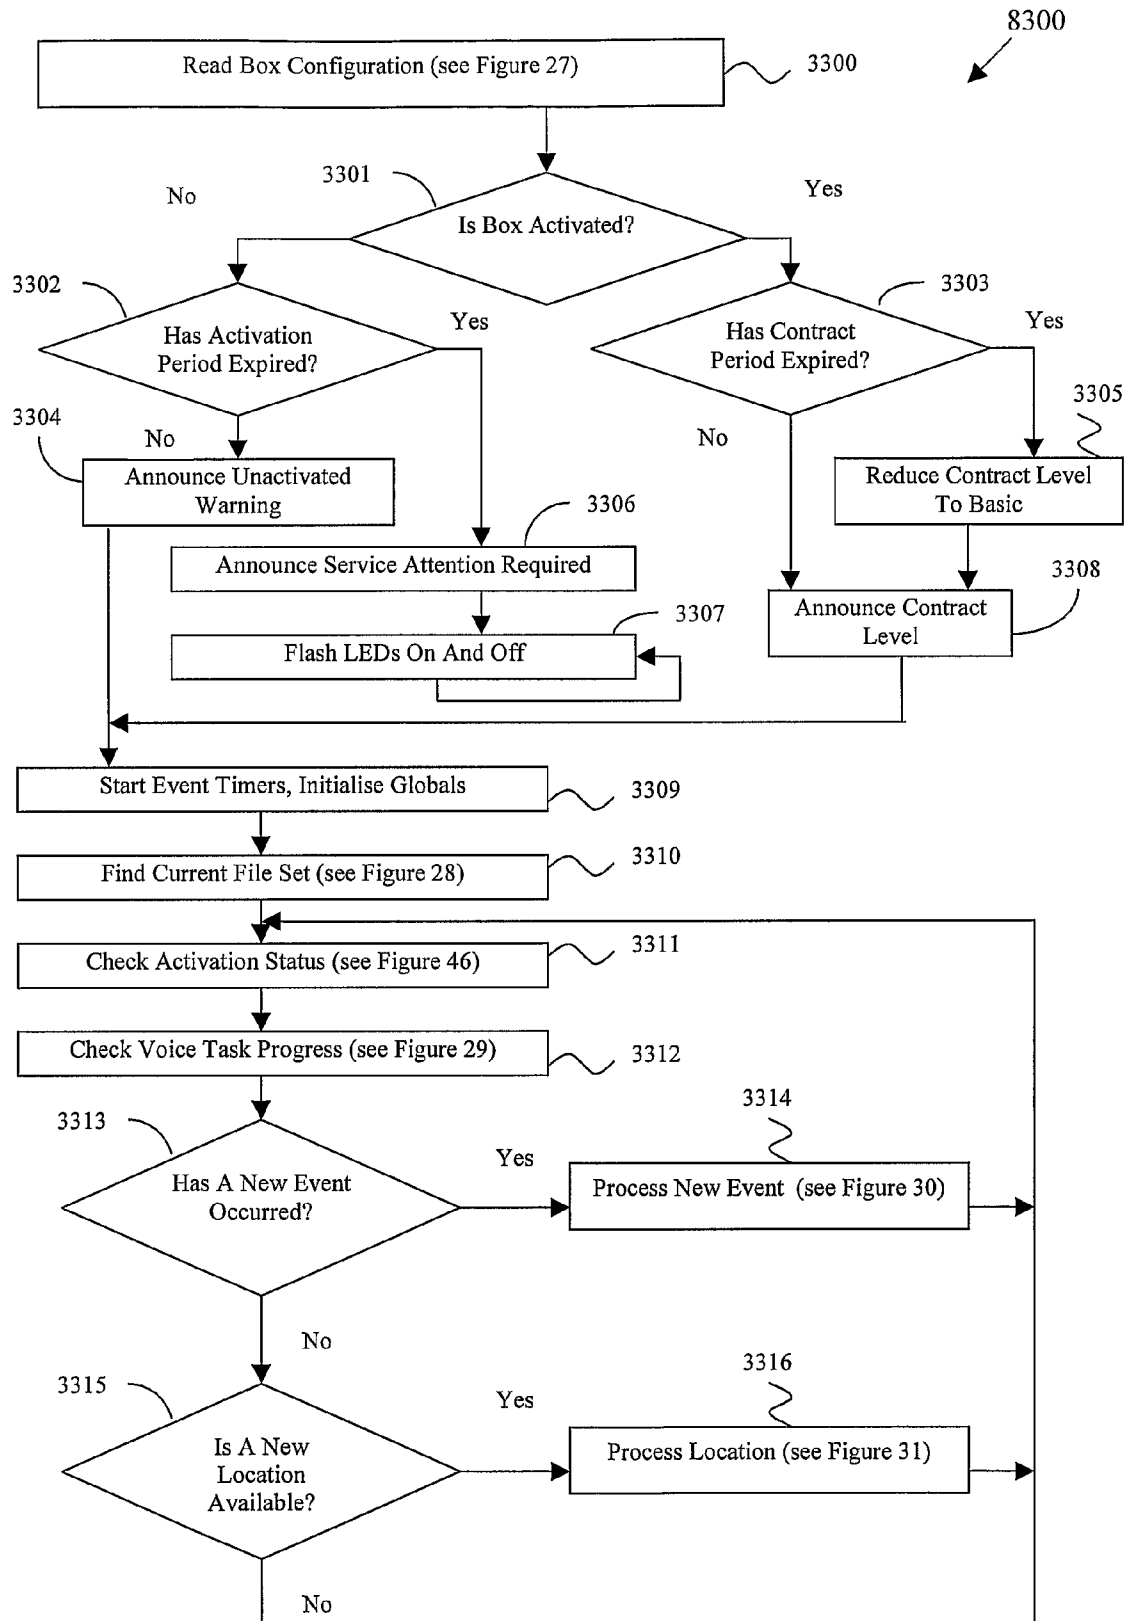 8300
Read Box Configuration (see Figure 27)
3300
3301
No
Yes
Is Box Activated?
3302
3303
Has Activation
Period Expired?
Yes
Has Contract
Period Expired?
Yes
3304
No
No
3305
Announce Unactivated
Warning
Reduce Contract Level
To Basic
3306
Announce Service Attention Required
3308
Announce Contract
Level
3307
Flash LEDs On And Off
Start Event Timers, Initialise Globals
3309
Find Current File Set (see Figure 28)
3310
Check Activation Status (see Figure 46)
3311
Check Voice Task Progress (see Figure 29)
3312
3313
Has A New Event
Occurred?
Yes
3314
Process New Event (see Figure 30)
No
3315
Is A New
Location
Available?
Yes
3316
Process Location (see Figure 31)
No